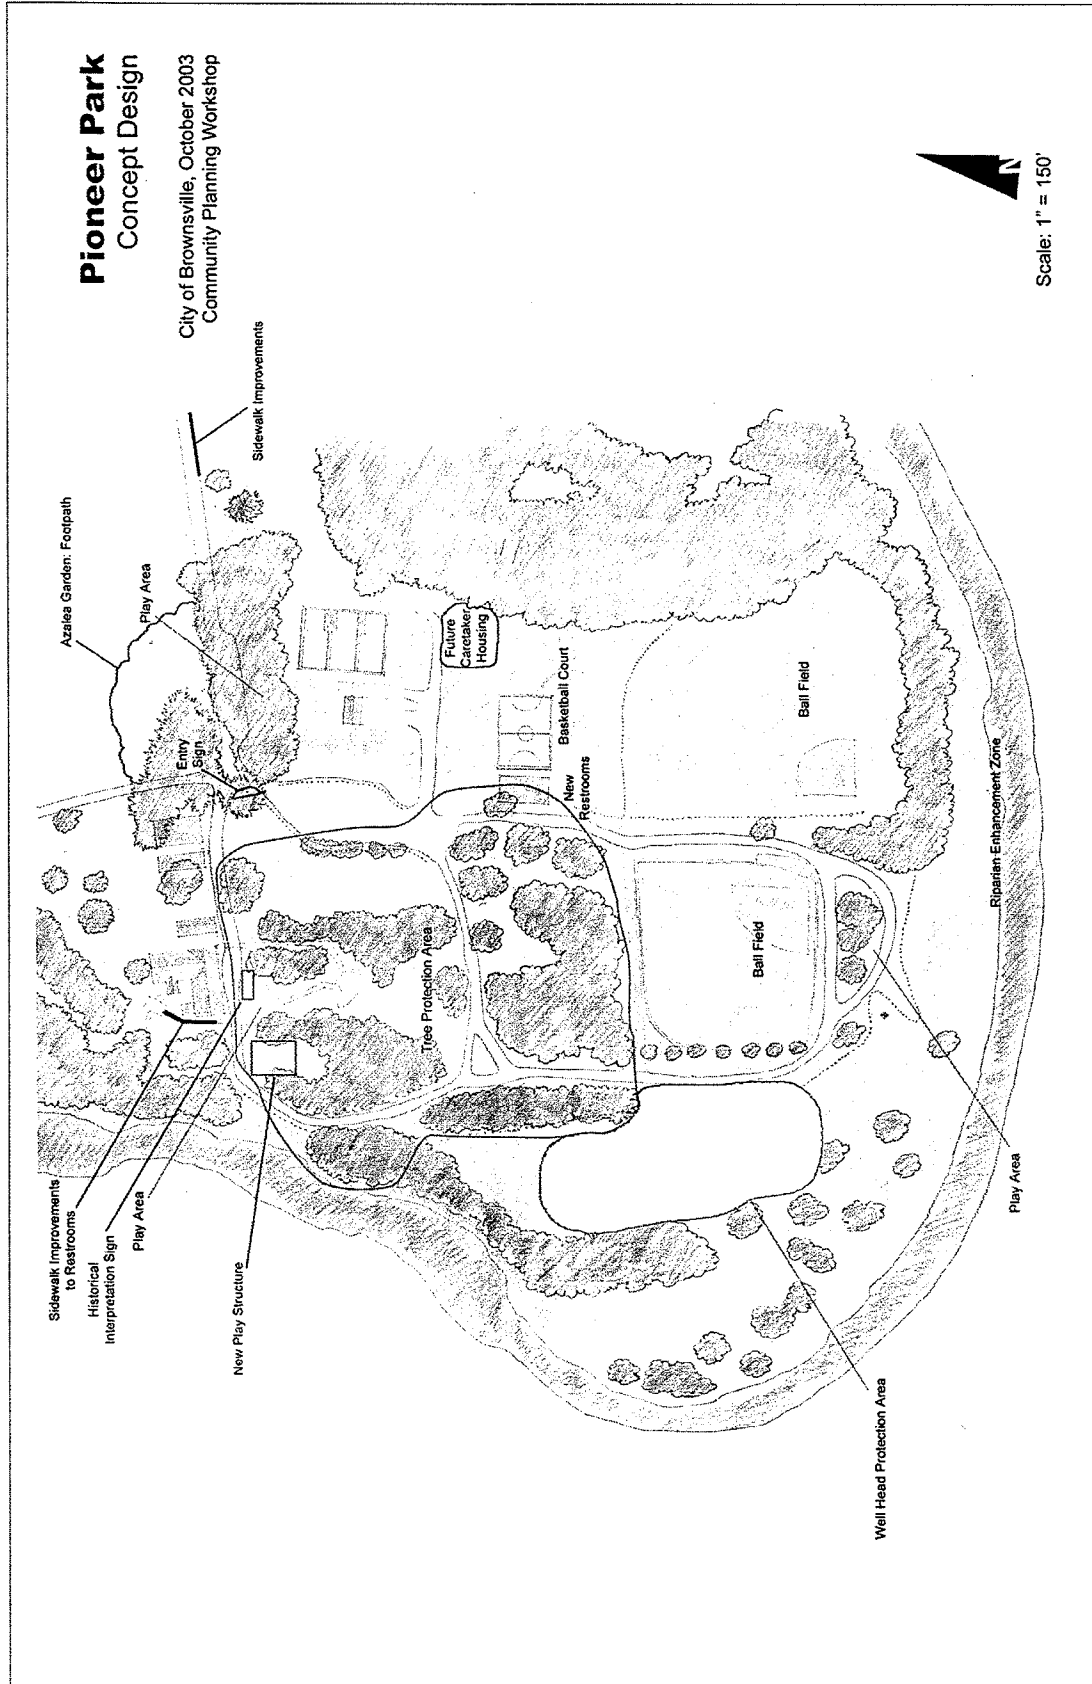 Pioneer Park
Concept Design
City of Brownsville, October 2003
Community Planning Workshop
Sidewalk Improvements
to Restrooms
Historical
Interpretation Sign
Play Area
New Play Structure
Azalea Garden: Footpath
Play Area
Sidewalk Improvements
Entry
Sign
Future
Caretaker
Housing
Tree Protection Area
Basketball Court
New
Restrooms
Ball Field
Ball Field
Well Head Protection Area
Riparian Enhancement Zone
Play Area
N
Scale: 1" = 150'